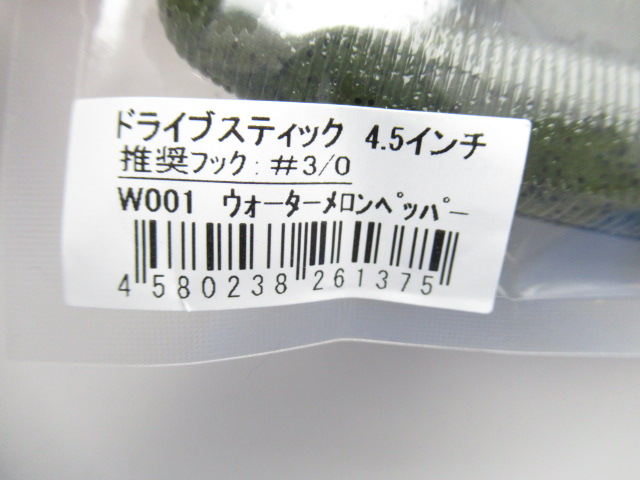 ドライブスティック 4.5インチ
推奨フック:#3/0
W001 ウォーターメロンペッパー
4 580238 261375